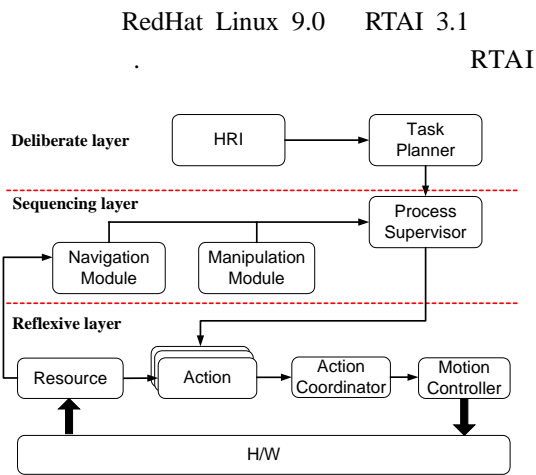 RedHat Linux 9.0 RTAI 3.1
. RTAI
Deliberate layer
HRI
Task
Planner
Sequencing layer
Process
Supervisor
Navigation
Module
Manipulation
Module
Reflexive layer
Resource
Action
Action
Coordinator
Motion
Controller
H/W